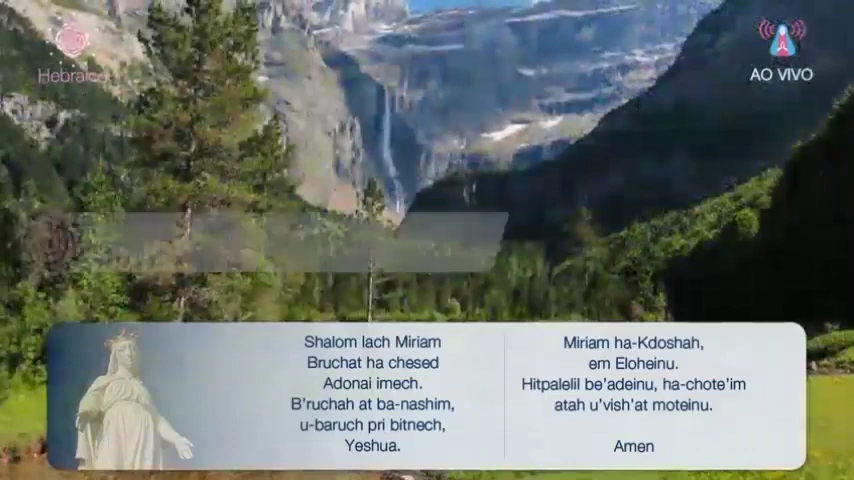 Hebraico
AO VIVO
Shalom lach Miriam
Bruchat ha chesed
Adonai imech.
B'ruchah at ba-nashim,
u-baruch pri bitnech,
Yeshua.
Miriam ha-Kdoshah,
em Eloheinu.
Hitpalelil be'adeinu, ha-chote'im
atah u'vish'at moteinu.
Amen